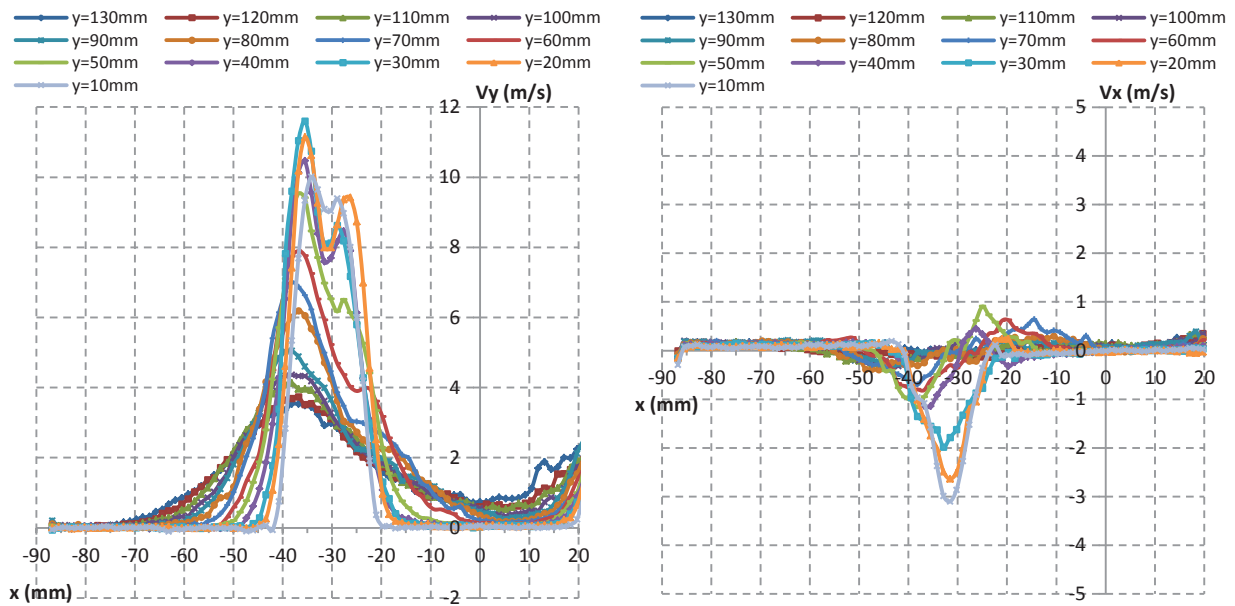 y=130mm y=120mm y=110mm y=100mm
y=90mm y=80mm y=70mm y=60mm
y=50mm y=40mm y=30mm y=20mm
y=10mm
Vy (m/s)
12
10
8
6
4
2
0
-2
-90 -80 -70 -60 -50 -40 -30 -20 -10 0 10 20
x (mm)
y=130mm y=120mm y=110mm y=100mm
y=90mm y=80mm y=70mm y=60mm
y=50mm y=40mm y=30mm y=20mm
y=10mm
Vx (m/s)
5
4
3
2
1
0
-1
-2
-3
-4
-5
-90 -80 -70 -60 -50 -40 -30 -20 -10 0 10 20
x (mm)